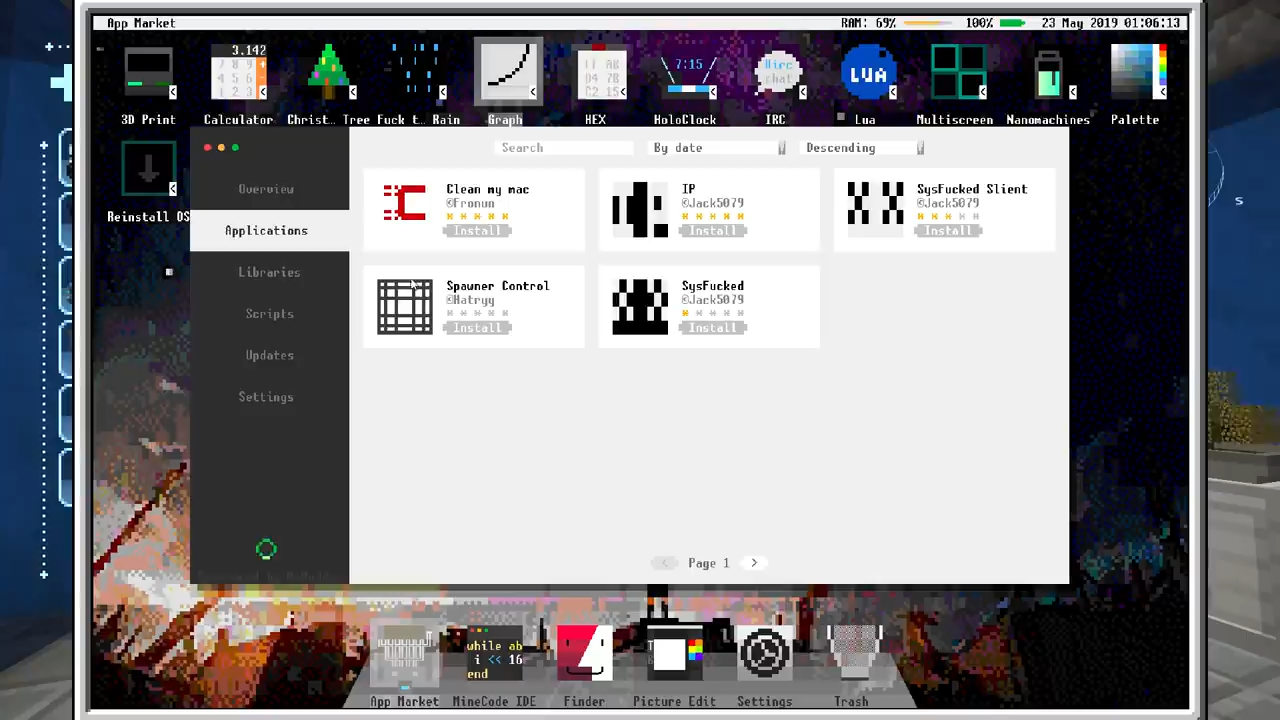 App Market
RAM: 69% 100% 23 May 2019 01:06:13
3.142
7:15
irc
chat
LVA
3D Print Calculator Christ… Tree Fuck t… Rain Graph HEX HoloClock IRC Lua Multiscreen Nanomachines Palette
Reinstall OS
Search By date Descending
Overview
Applications
Libraries
Scripts
Updates
Settings
Clean my mac
©Fronun
Install
IP
©Jack5079
Install
SysFucked Slient
©Jack5079
Install
Spawner Control
©Hatryy
Install
SysFucked
©Jack5079
Install
< Page 1 >
while ab
i << 16
end
App Market MineCode IDE Finder Picture Edit Settings Trash